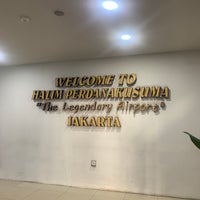 WELCOME TO
HALIM PERDANAKUSUMA
"The Legendary Airport"
JAKARTA